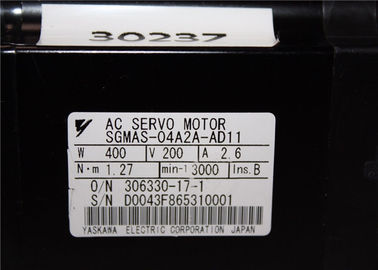 30237
AC SERVO MOTOR
SGMAS-04A2A-AD11
W 400 V 200 A 2.6
N·m 1.27 min-1 3000 Ins.B
O/N 306330-17-1
S/N D0043F865310001
YASKAWA ELECTRIC CORPORATION JAPAN